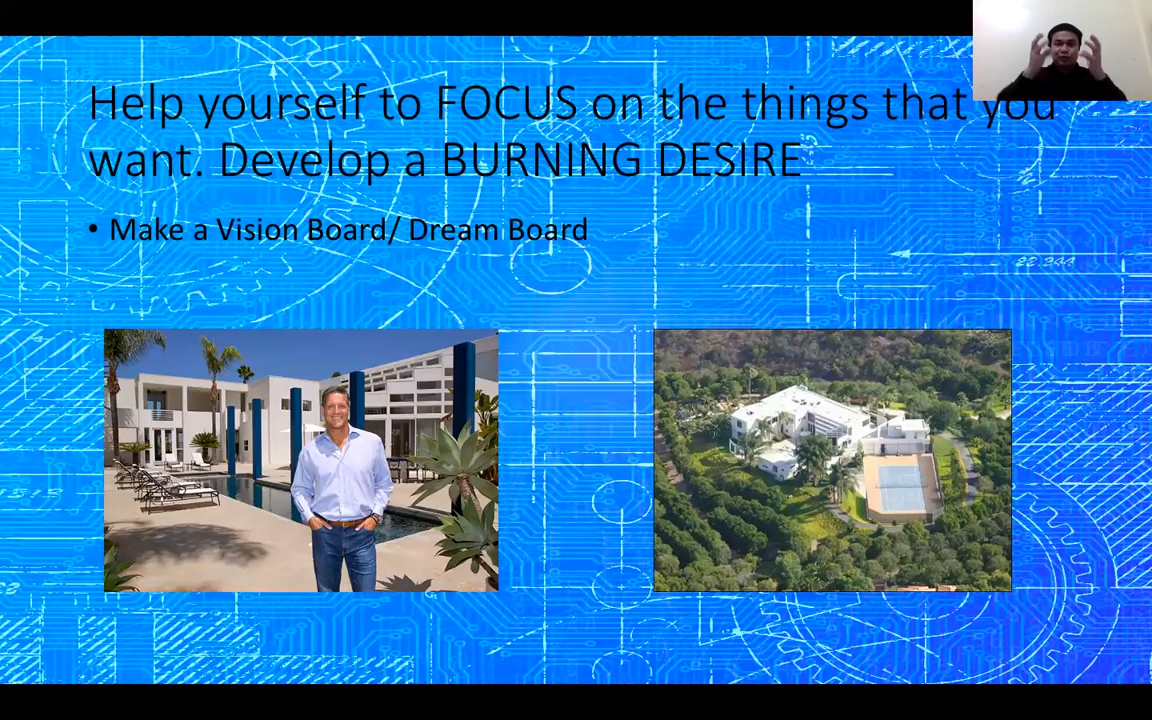 Help yourself to FOCUS on the things that you
want. Develop a BURNING DESIRE
• Make a Vision Board/ Dream Board